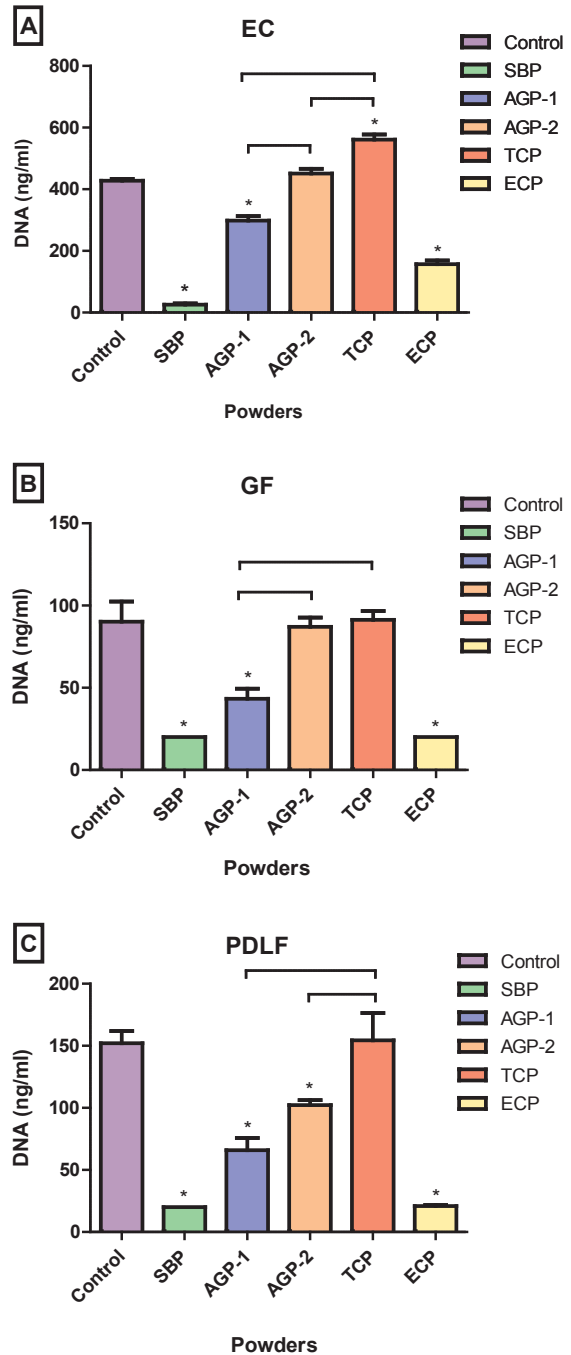 A
EC
DNA (ng/ml)
800
600
400
200
0
*
*
*
*
Control
SBP
AGP-1
AGP-2
TCP
ECP
Powders
Control
SBP
AGP-1
AGP-2
TCP
ECP
B
GF
DNA (ng/ml)
150
100
50
0
*
*
*
Control
SBP
AGP-1
AGP-2
TCP
ECP
Powders
Control
SBP
AGP-1
AGP-2
TCP
ECP
C
PDLF
DNA (ng/ml)
200
150
100
50
0
*
*
*
*
Control
SBP
AGP-1
AGP-2
TCP
ECP
Powders
Control
SBP
AGP-1
AGP-2
TCP
ECP